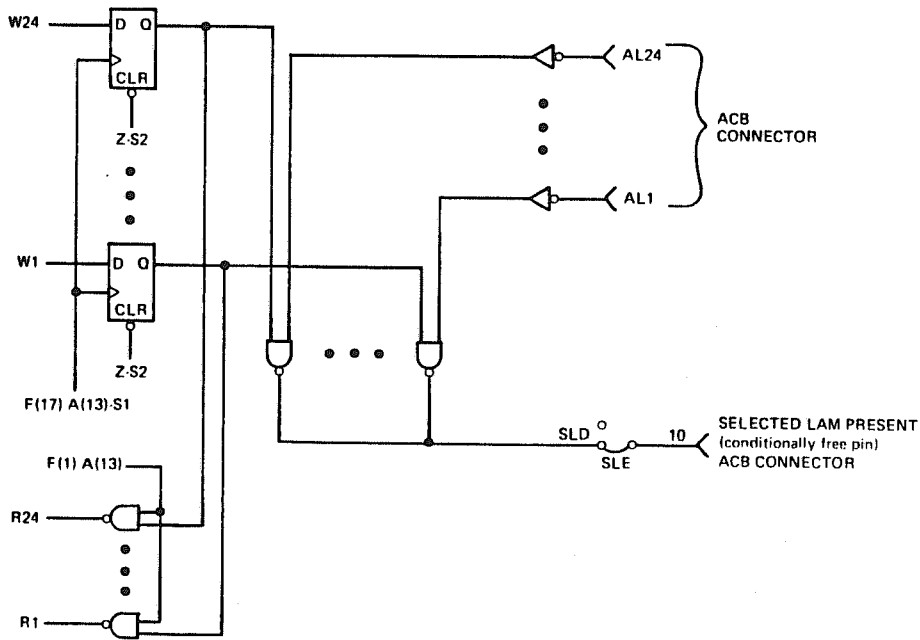 W24
D Q
CLR
Z·S2
W1
D Q
CLR
Z·S2
F(17) A(13)·S1
F(1) A(13)
R24
R1
AL24
AL1
ACB
CONNECTOR
SLD
SLE
10
SELECTED LAM PRESENT
(conditionally free pin)
ACB CONNECTOR